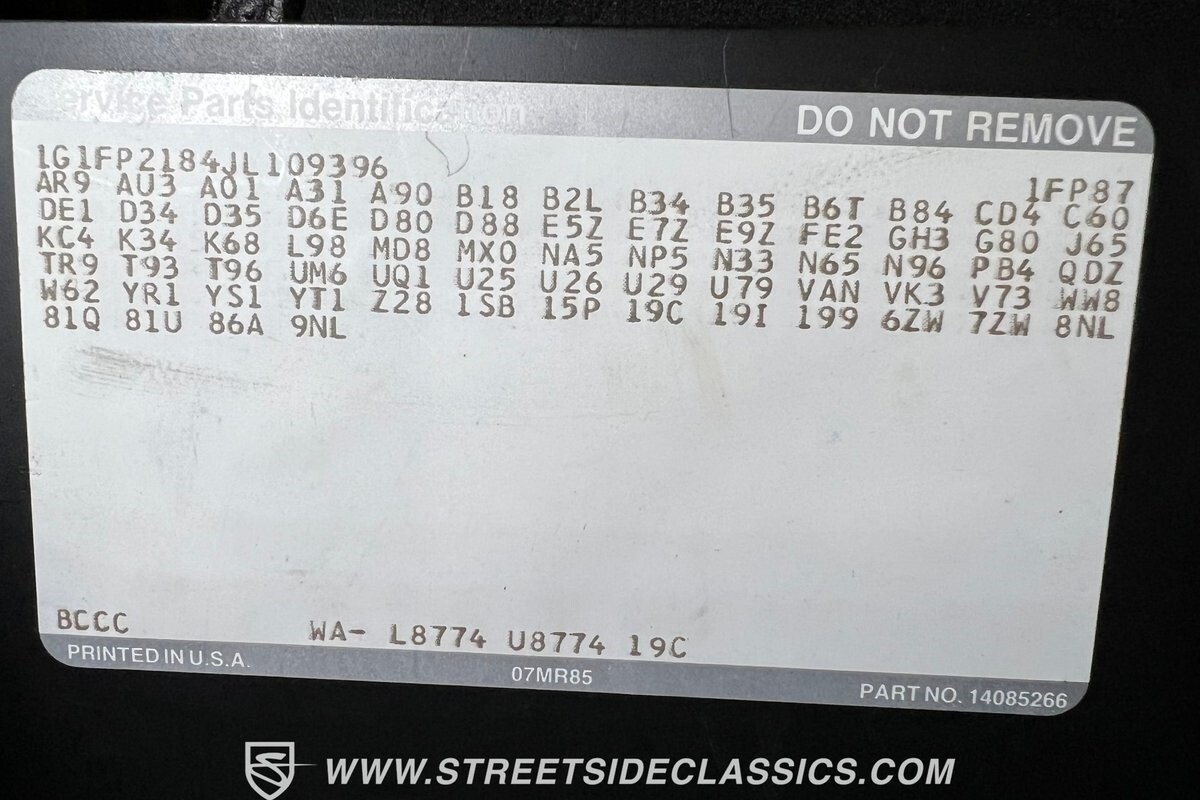 Service Parts Identification DO NOT REMOVE
1G1FP2184JL109396 1FP87
AR9 AU3 A01 A31 A90 B18 B2L B34 B35 B6T B84 CD4 C60
DE1 D34 D35 D6E D80 D88 E5Z E7Z E9Z FE2 GH3 G80 J65
KC4 K34 K68 L98 MD8 MX0 NA5 NP5 N33 N65 N96 PB4 QDZ
TR9 T93 T96 UM6 UQ1 U25 U26 U29 U79 VAN VK3 V73 WW8
W62 YR1 YS1 YT1 Z28 1SB 15P 19C 19I 199 6ZW 7ZW 8NL
81Q 81U 86A 9NL
BCCC WA- L8774 U8774 19C
PRINTED IN U.S.A. 07MR85 PART NO. 14085266
WWW.STREETSIDECLASSICS.COM